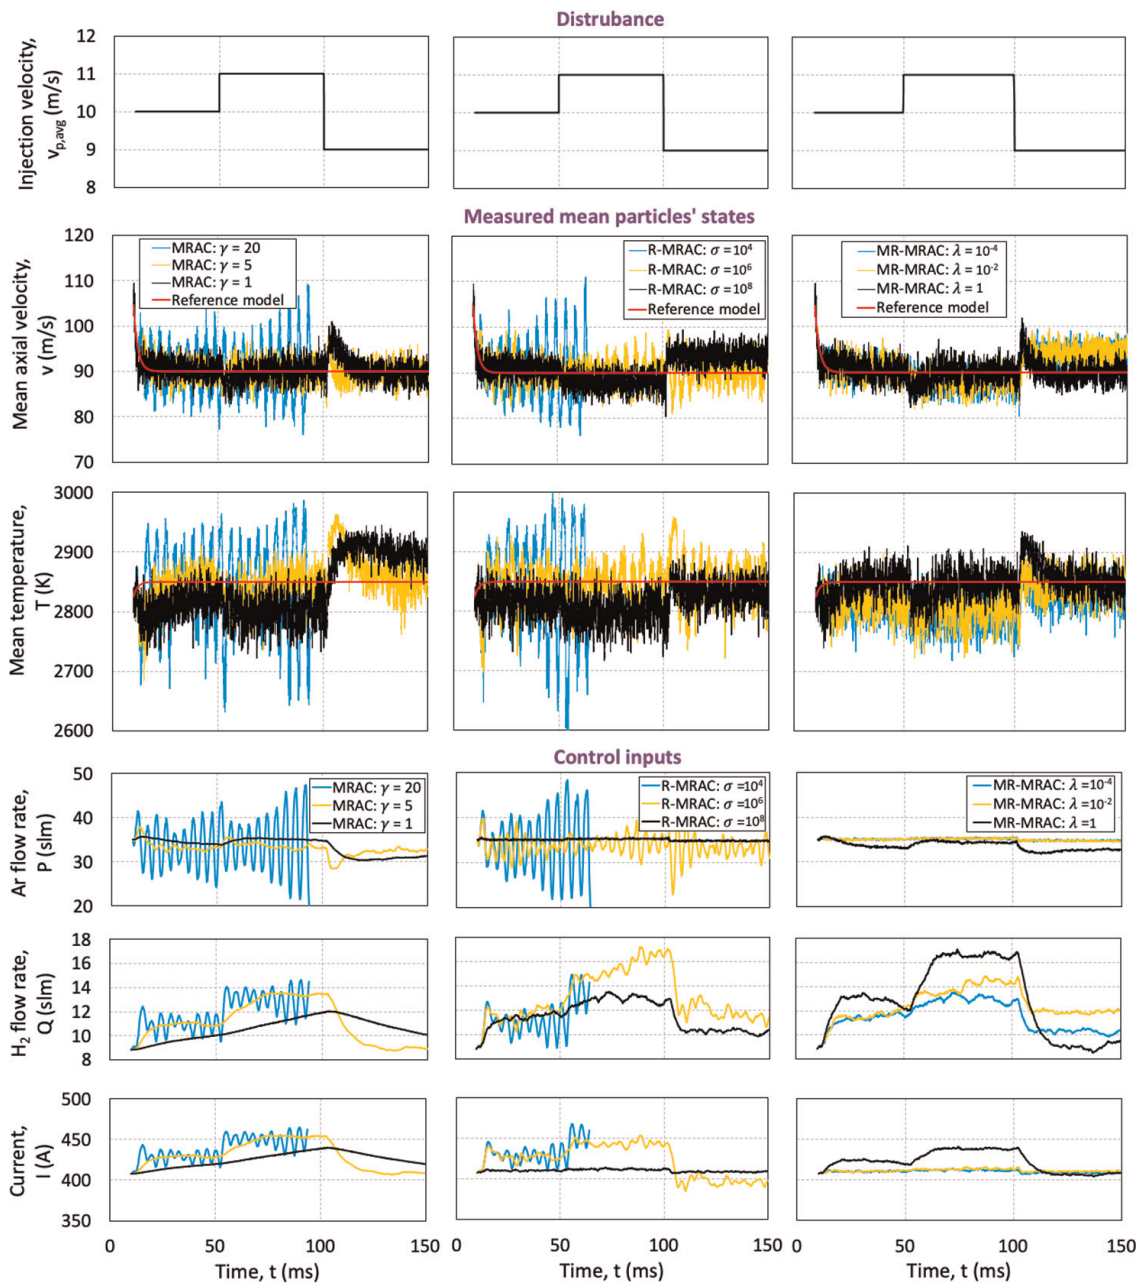 Distrubance
Injection velocity,
v_p,avg (m/s)
12
11
10
9
8
Measured mean particles' states
Mean axial velocity,
v (m/s)
120
110
100
90
80
70
MRAC: γ = 20
MRAC: γ = 5
MRAC: γ = 1
Reference model
R-MRAC: σ =10⁴
R-MRAC: σ =10⁶
R-MRAC: σ =10⁸
Reference model
MR-MRAC: λ =10⁻⁴
MR-MRAC: λ =10⁻²
MR-MRAC: λ = 1
Reference model
Mean temperature,
T (K)
3000
2900
2800
2700
2600
Control inputs
Ar flow rate,
P (slm)
50
40
30
20
MRAC: γ = 20
MRAC: γ = 5
MRAC: γ = 1
R-MRAC: σ =10⁴
R-MRAC: σ =10⁶
R-MRAC: σ =10⁸
MR-MRAC: λ =10⁻⁴
MR-MRAC: λ =10⁻²
MR-MRAC: λ = 1
H₂ flow rate,
Q (slm)
18
16
14
12
10
8
Current,
I (A)
500
450
400
350
0 50 100 150
0 50 100 150
0 50 100 150
Time, t (ms)
Time, t (ms)
Time, t (ms)